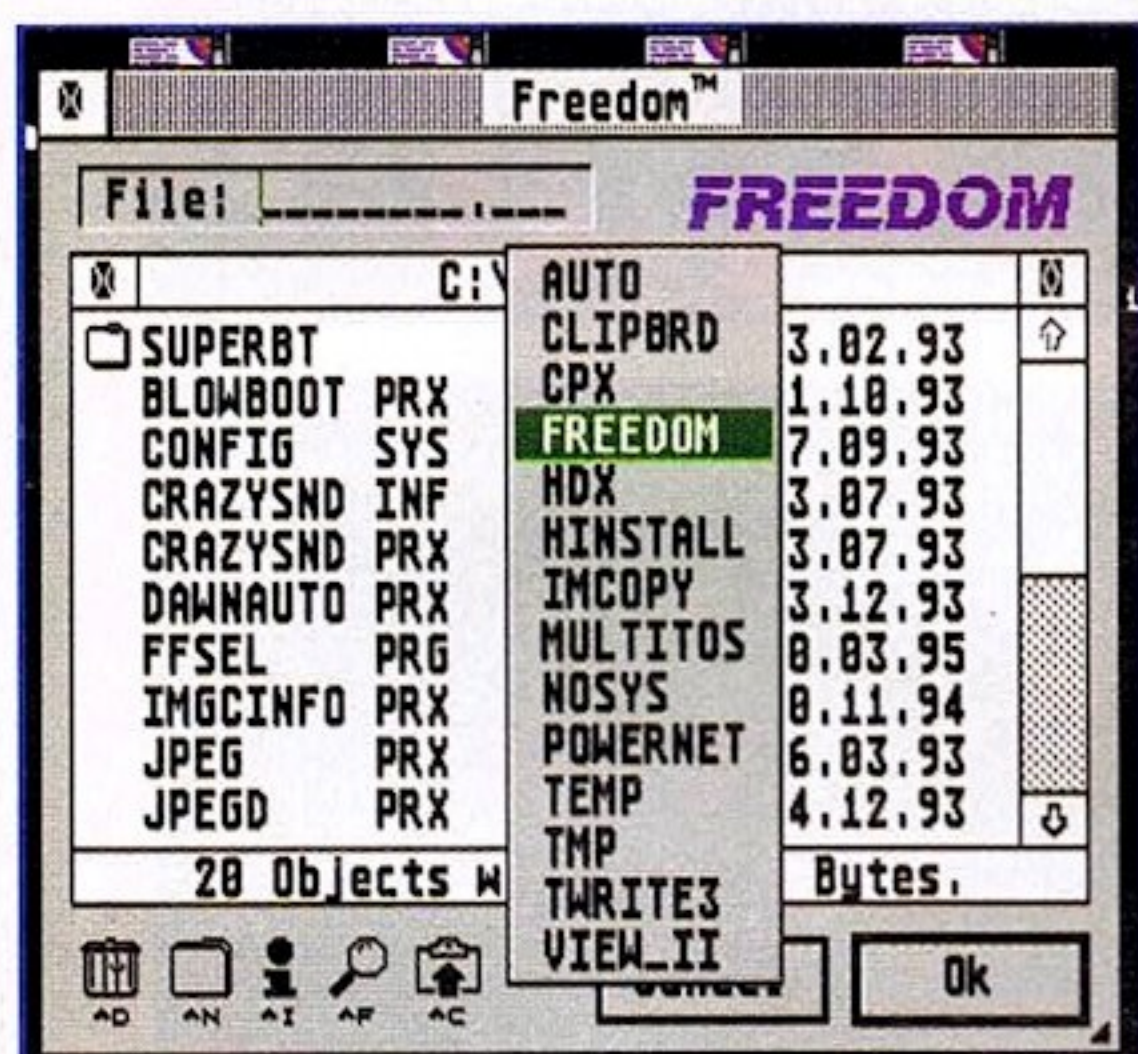 Freedom™
File: ________.___
FREEDOM
C:\
SUPERBT 3.02.93
BLOWBOOT PRX 1.10.93
CONFIG SYS 7.09.93
CRAZYSND INF 3.07.93
CRAZYSND PRX 3.07.93
DAWNAUTO PRX 3.12.93
FFSEL PRG 0.03.95
IMGCINFO PRX 0.11.94
JPEG PRX 6.03.93
JPEGD PRX 4.12.93
20 Objects w Bytes.
AUTO
CLIPBRD
CPX
FREEDOM
HDX
HINSTALL
IMCOPY
MULTITOS
NOSYS
POWERNET
TEMP
TMP
TWRITE3
VIEW_II
^D ^N ^I ^F ^C
Ok